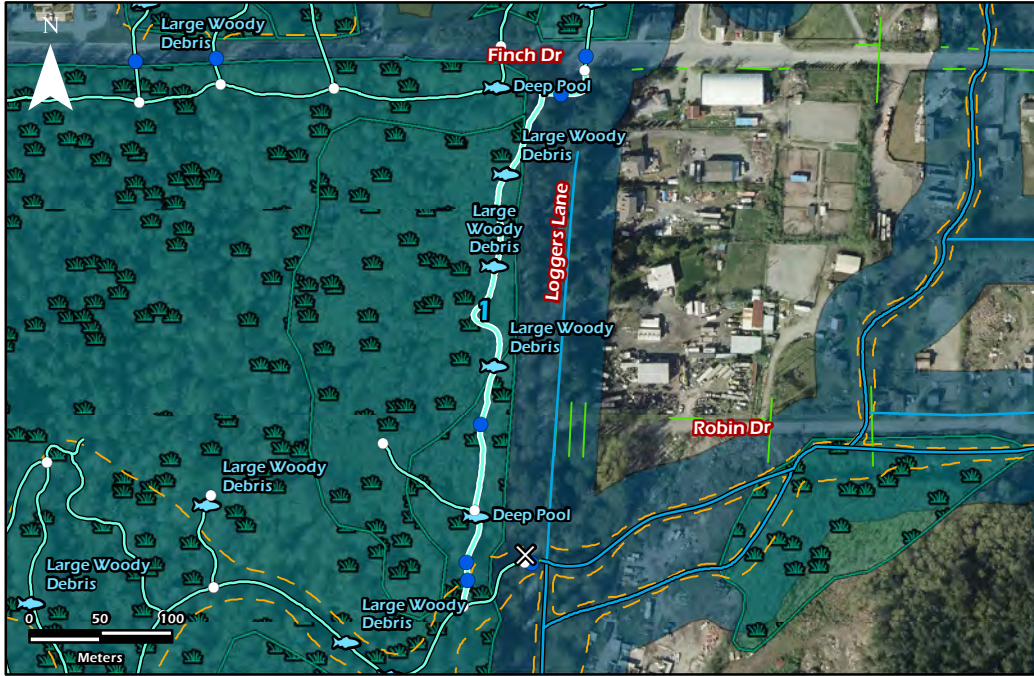 N
Large Woody
Debris
Finch Dr
Deep Pool
Large Woody
Debris
Large
Woody
Debris
Loggers Lane
1
Large Woody
Debris
Robin Dr
Large Woody
Debris
Deep Pool
Large Woody
Debris
Large Woody
Debris
0 50 100
Meters